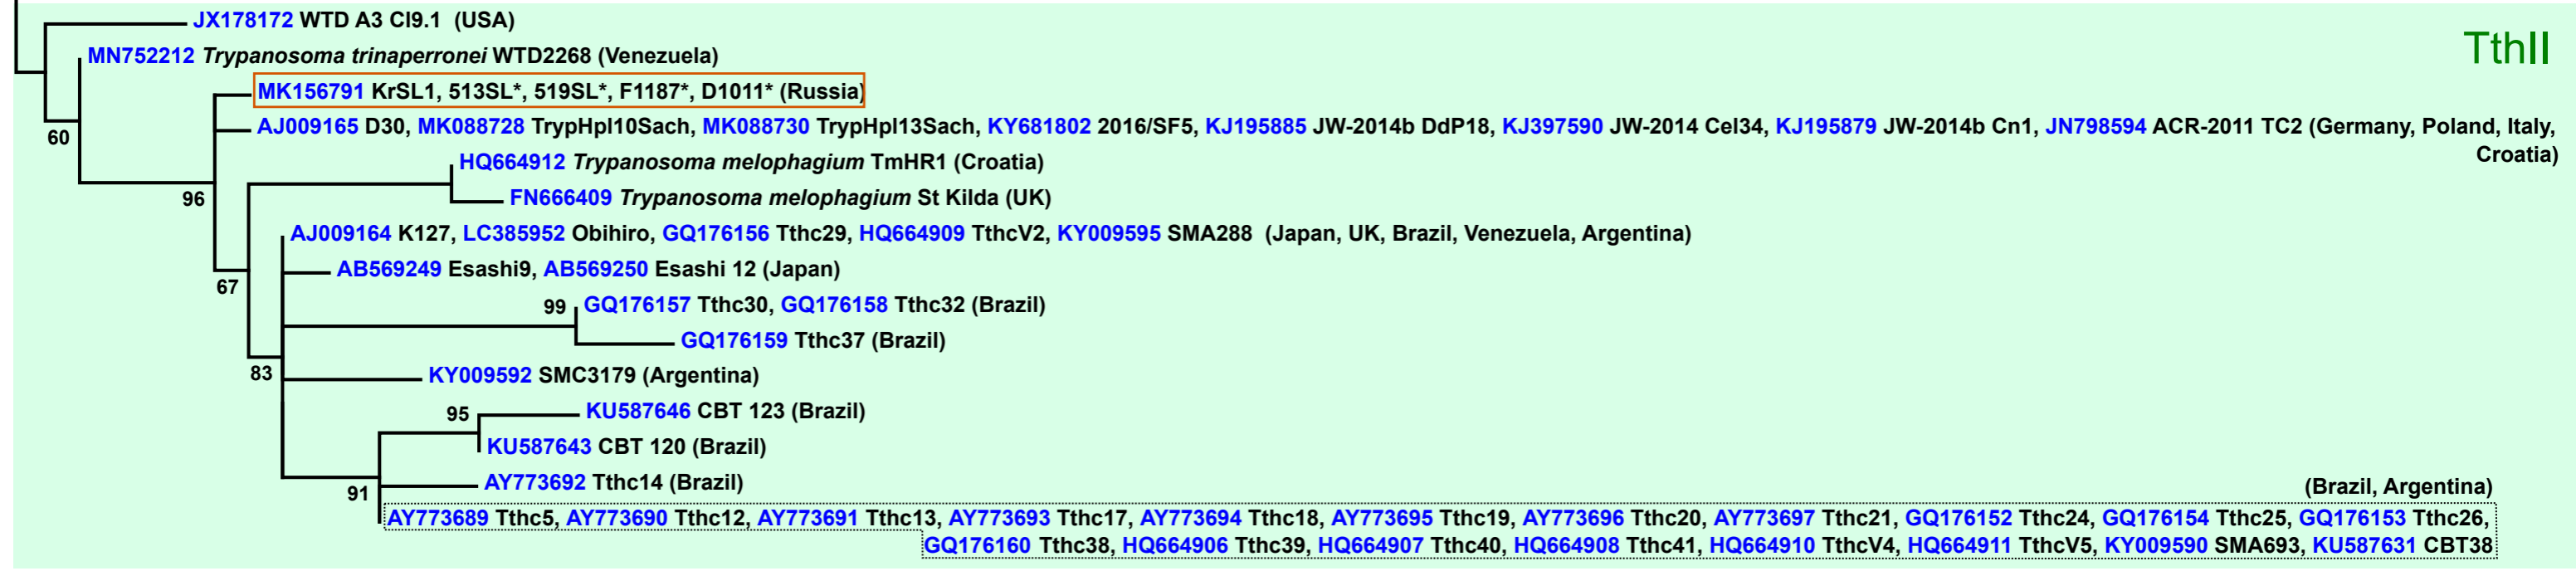 JX178172 WTD A3 Cl9.1 (USA)
TthII
MN752212 Trypanosoma trinaperronei WTD2268 (Venezuela)
MK156791 KrSL1, 513SL*, 519SL*, F1187*, D1011* (Russia)
AJ009165 D30, MK088728 TrypHpl10Sach, MK088730 TrypHpl13Sach, KY681802 2016/SF5, KJ195885 JW-2014b DdP18, KJ397590 JW-2014 Cel34, KJ195879 JW-2014b Cn1, JN798594 ACR-2011 TC2 (Germany, Poland, Italy,
Croatia)
60
HQ664912 Trypanosoma melophagium TmHR1 (Croatia)
96
FN666409 Trypanosoma melophagium St Kilda (UK)
AJ009164 K127, LC385952 Obihiro, GQ176156 Tthc29, HQ664909 TthcV2, KY009595 SMA288 (Japan, UK, Brazil, Venezuela, Argentina)
AB569249 Esashi9, AB569250 Esashi 12 (Japan)
67
99
GQ176157 Tthc30, GQ176158 Tthc32 (Brazil)
GQ176159 Tthc37 (Brazil)
83
KY009592 SMC3179 (Argentina)
95
KU587646 CBT 123 (Brazil)
KU587643 CBT 120 (Brazil)
AY773692 Tthc14 (Brazil)
91
(Brazil, Argentina)
AY773689 Tthc5, AY773690 Tthc12, AY773691 Tthc13, AY773693 Tthc17, AY773694 Tthc18, AY773695 Tthc19, AY773696 Tthc20, AY773697 Tthc21, GQ176152 Tthc24, GQ176154 Tthc25, GQ176153 Tthc26,
GQ176160 Tthc38, HQ664906 Tthc39, HQ664907 Tthc40, HQ664908 Tthc41, HQ664910 TthcV4, HQ664911 TthcV5, KY009590 SMA693, KU587631 CBT38